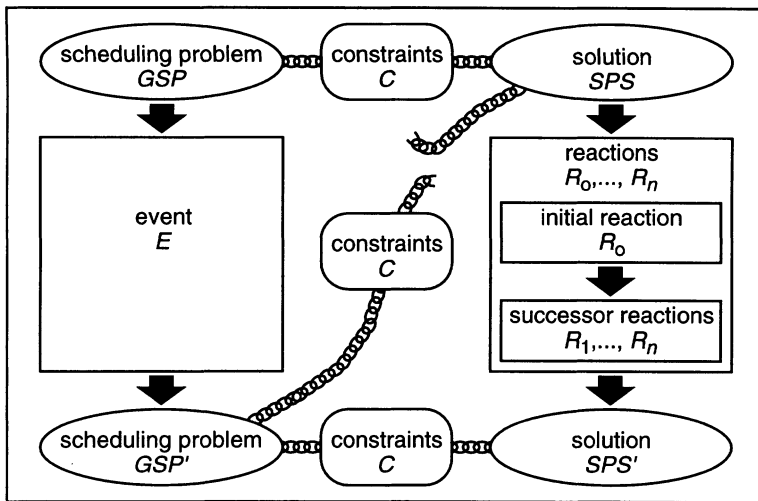 scheduling problem
GSP
constraints
C
solution
SPS
event
E
reactions
R₀,..., Rₙ
initial reaction
R₀
constraints
C
successor reactions
R₁,..., Rₙ
scheduling problem
GSP'
constraints
C
solution
SPS'